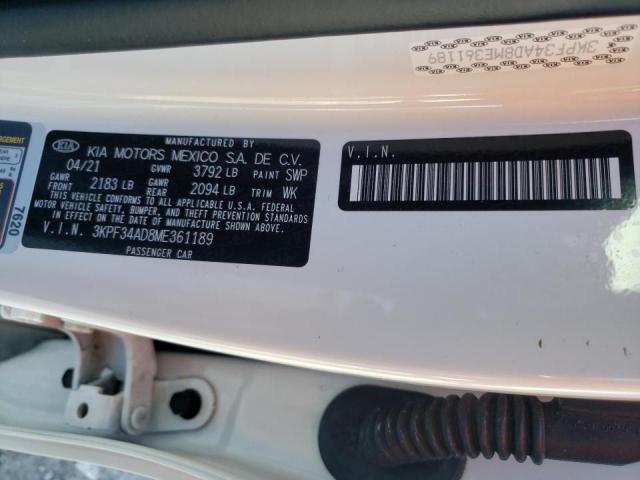 3KPF34AD8ME361189
MANUFACTURED BY
KIA KIA MOTORS MEXICO S.A. DE C.V.
04/21 GVWR 3792 LB PAINT SWP
GAWR FRONT 2183 LB GAWR REAR 2094 LB TRIM WK
THIS VEHICLE CONFORMS TO ALL APPLICABLE U.S.A. FEDERAL
MOTOR VEHICLE SAFETY, BUMPER, AND THEFT PREVENTION STANDARDS
IN EFFECT ON THE DATE OF MANUFACTURE SHOWN ABOVE.
V.I.N. 3KPF34AD8ME361189
PASSENGER CAR
V.I.N.
7620